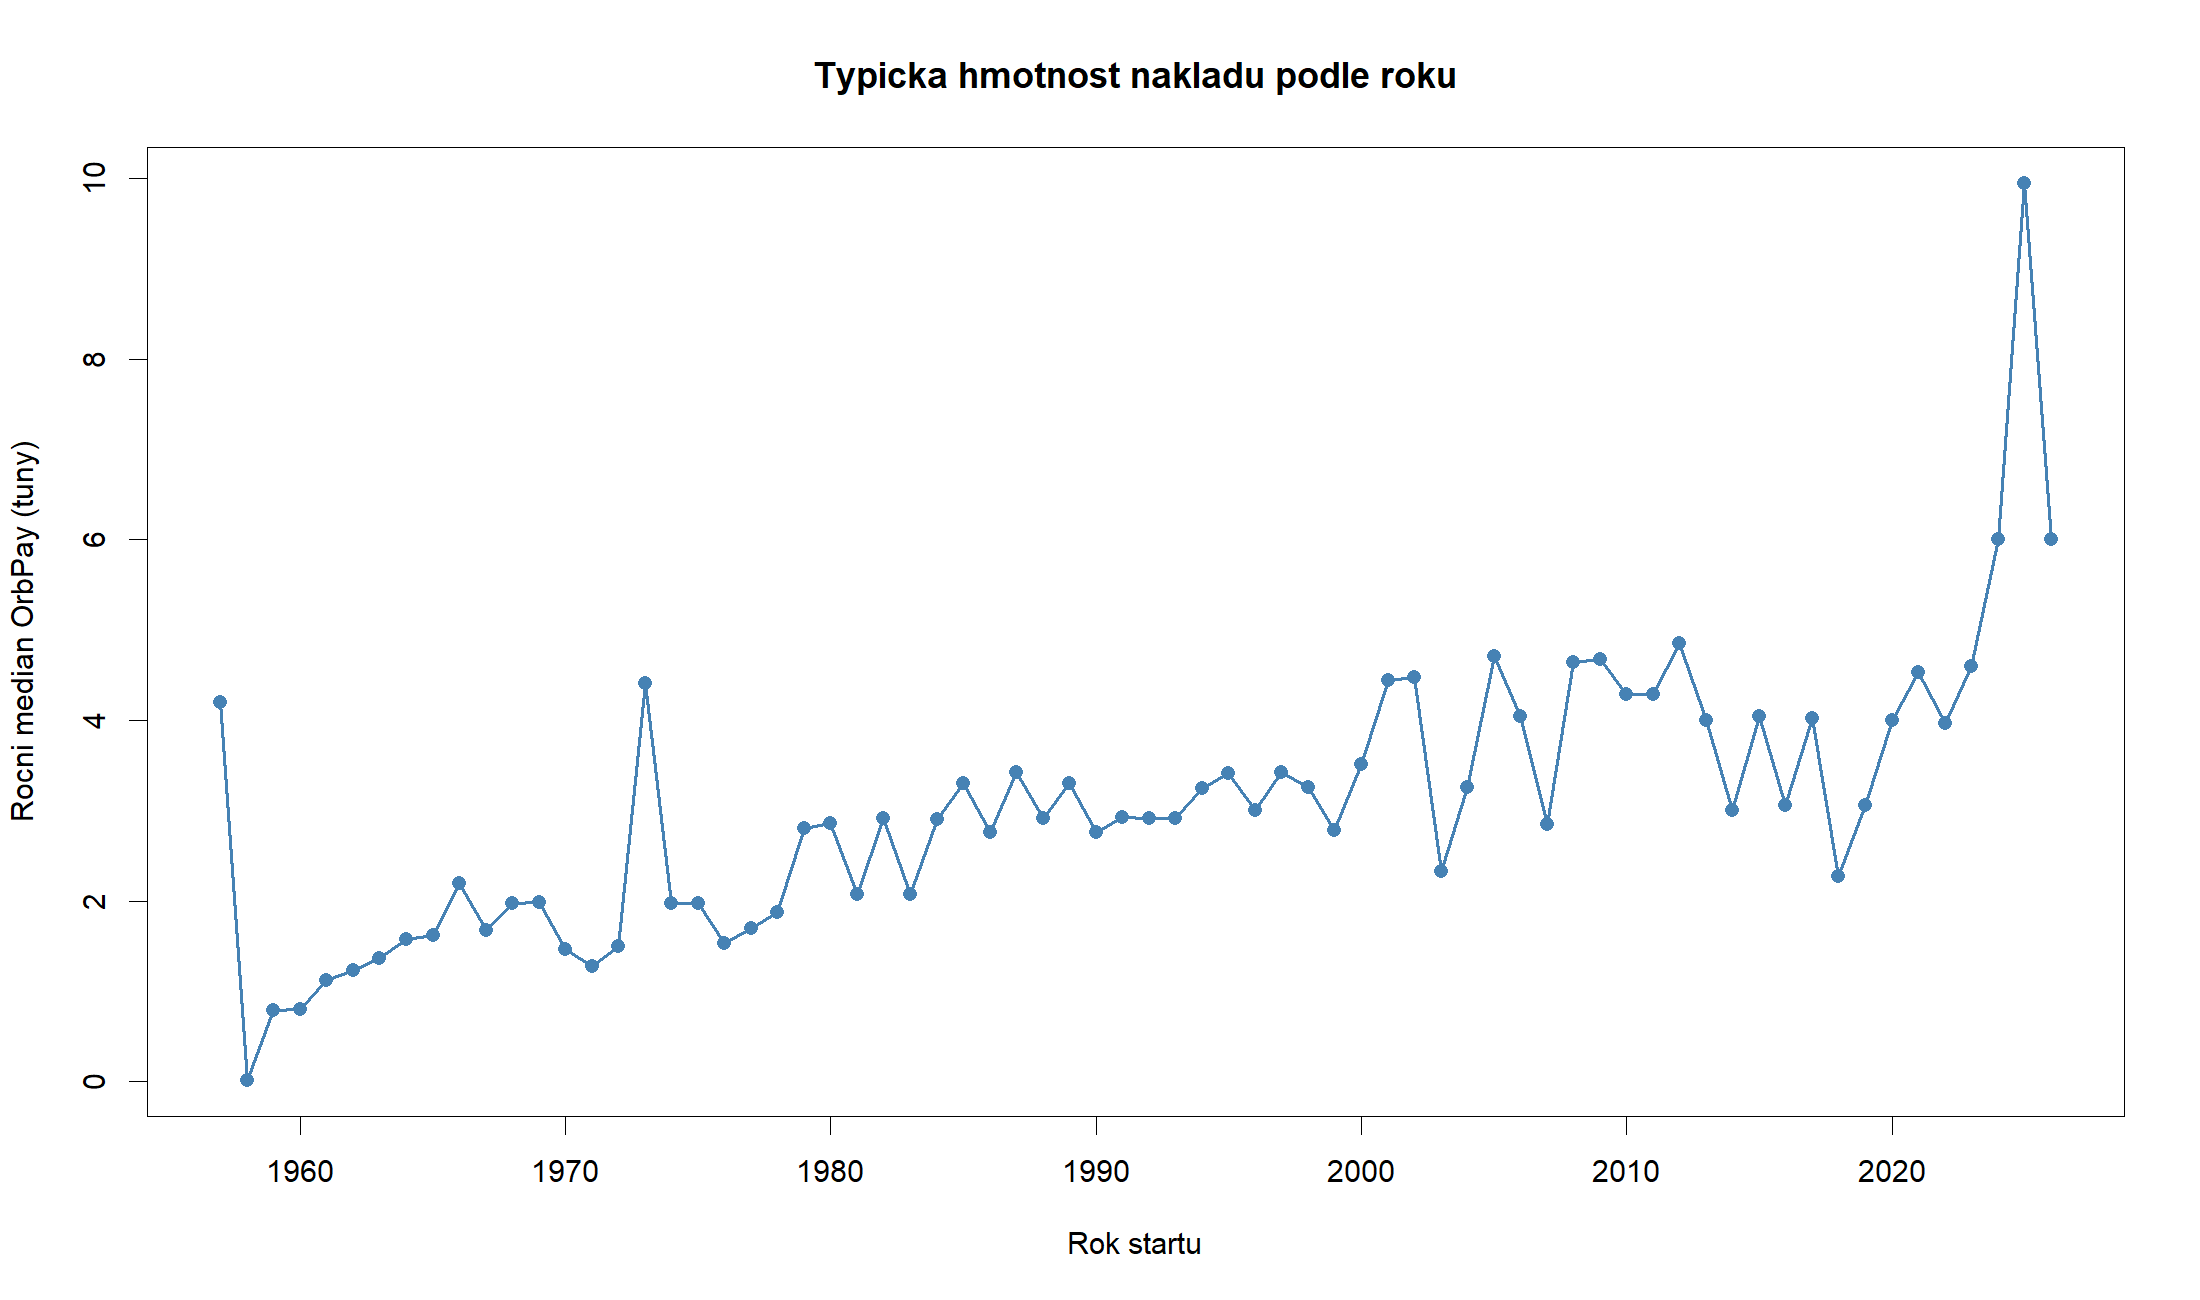 Typicka hmotnost nakladu podle roku
Rocni median OrbPay (tuny)
10
8
6
4
2
0
1960 1970 1980 1990 2000 2010 2020
Rok startu